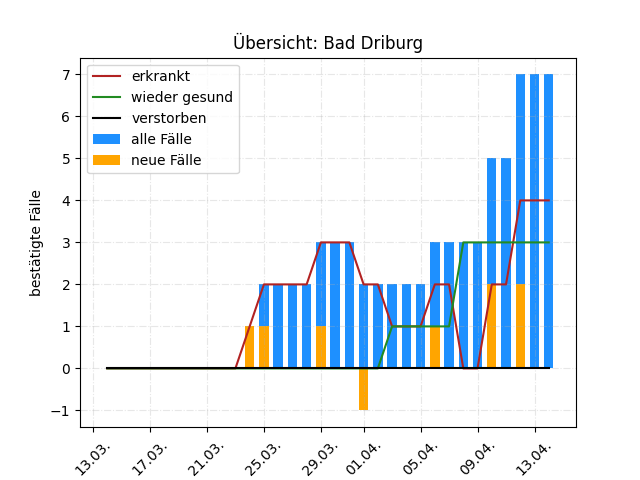 Übersicht: Bad Driburg
bestätigte Fälle
7
6
5
4
3
2
1
0
−1
erkrankt
wieder gesund
verstorben
alle Fälle
neue Fälle
13.03.
17.03.
21.03.
25.03.
29.03.
01.04.
05.04.
09.04.
13.04.